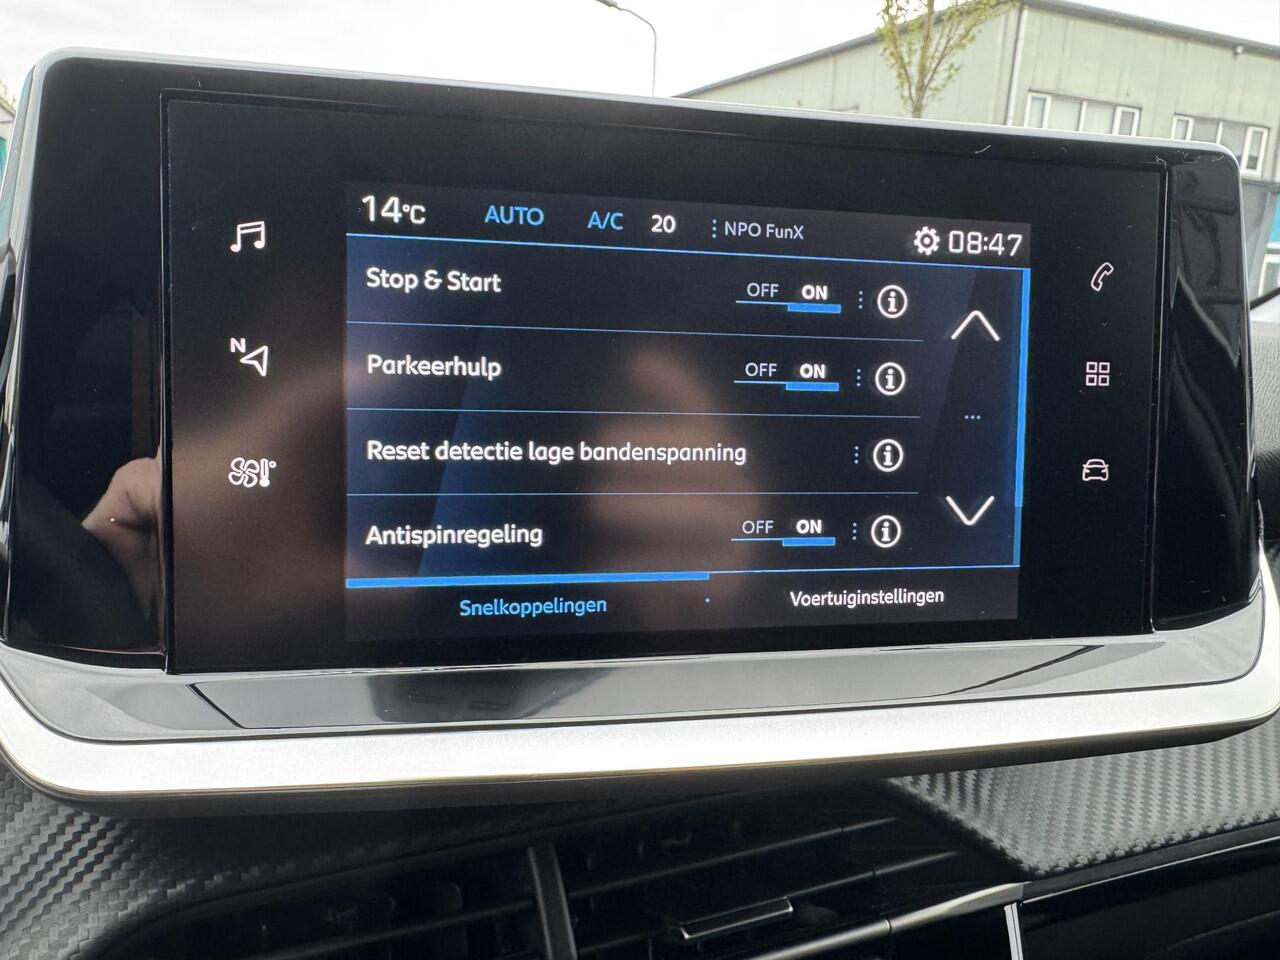 14°C AUTO A/C 20 NPO FunX 08:47
Stop & Start OFF ON
N
Parkeerhulp OFF ON
Reset detectie lage bandenspanning
Antispinregeling OFF ON
Snelkoppelingen Voertuiginstellingen